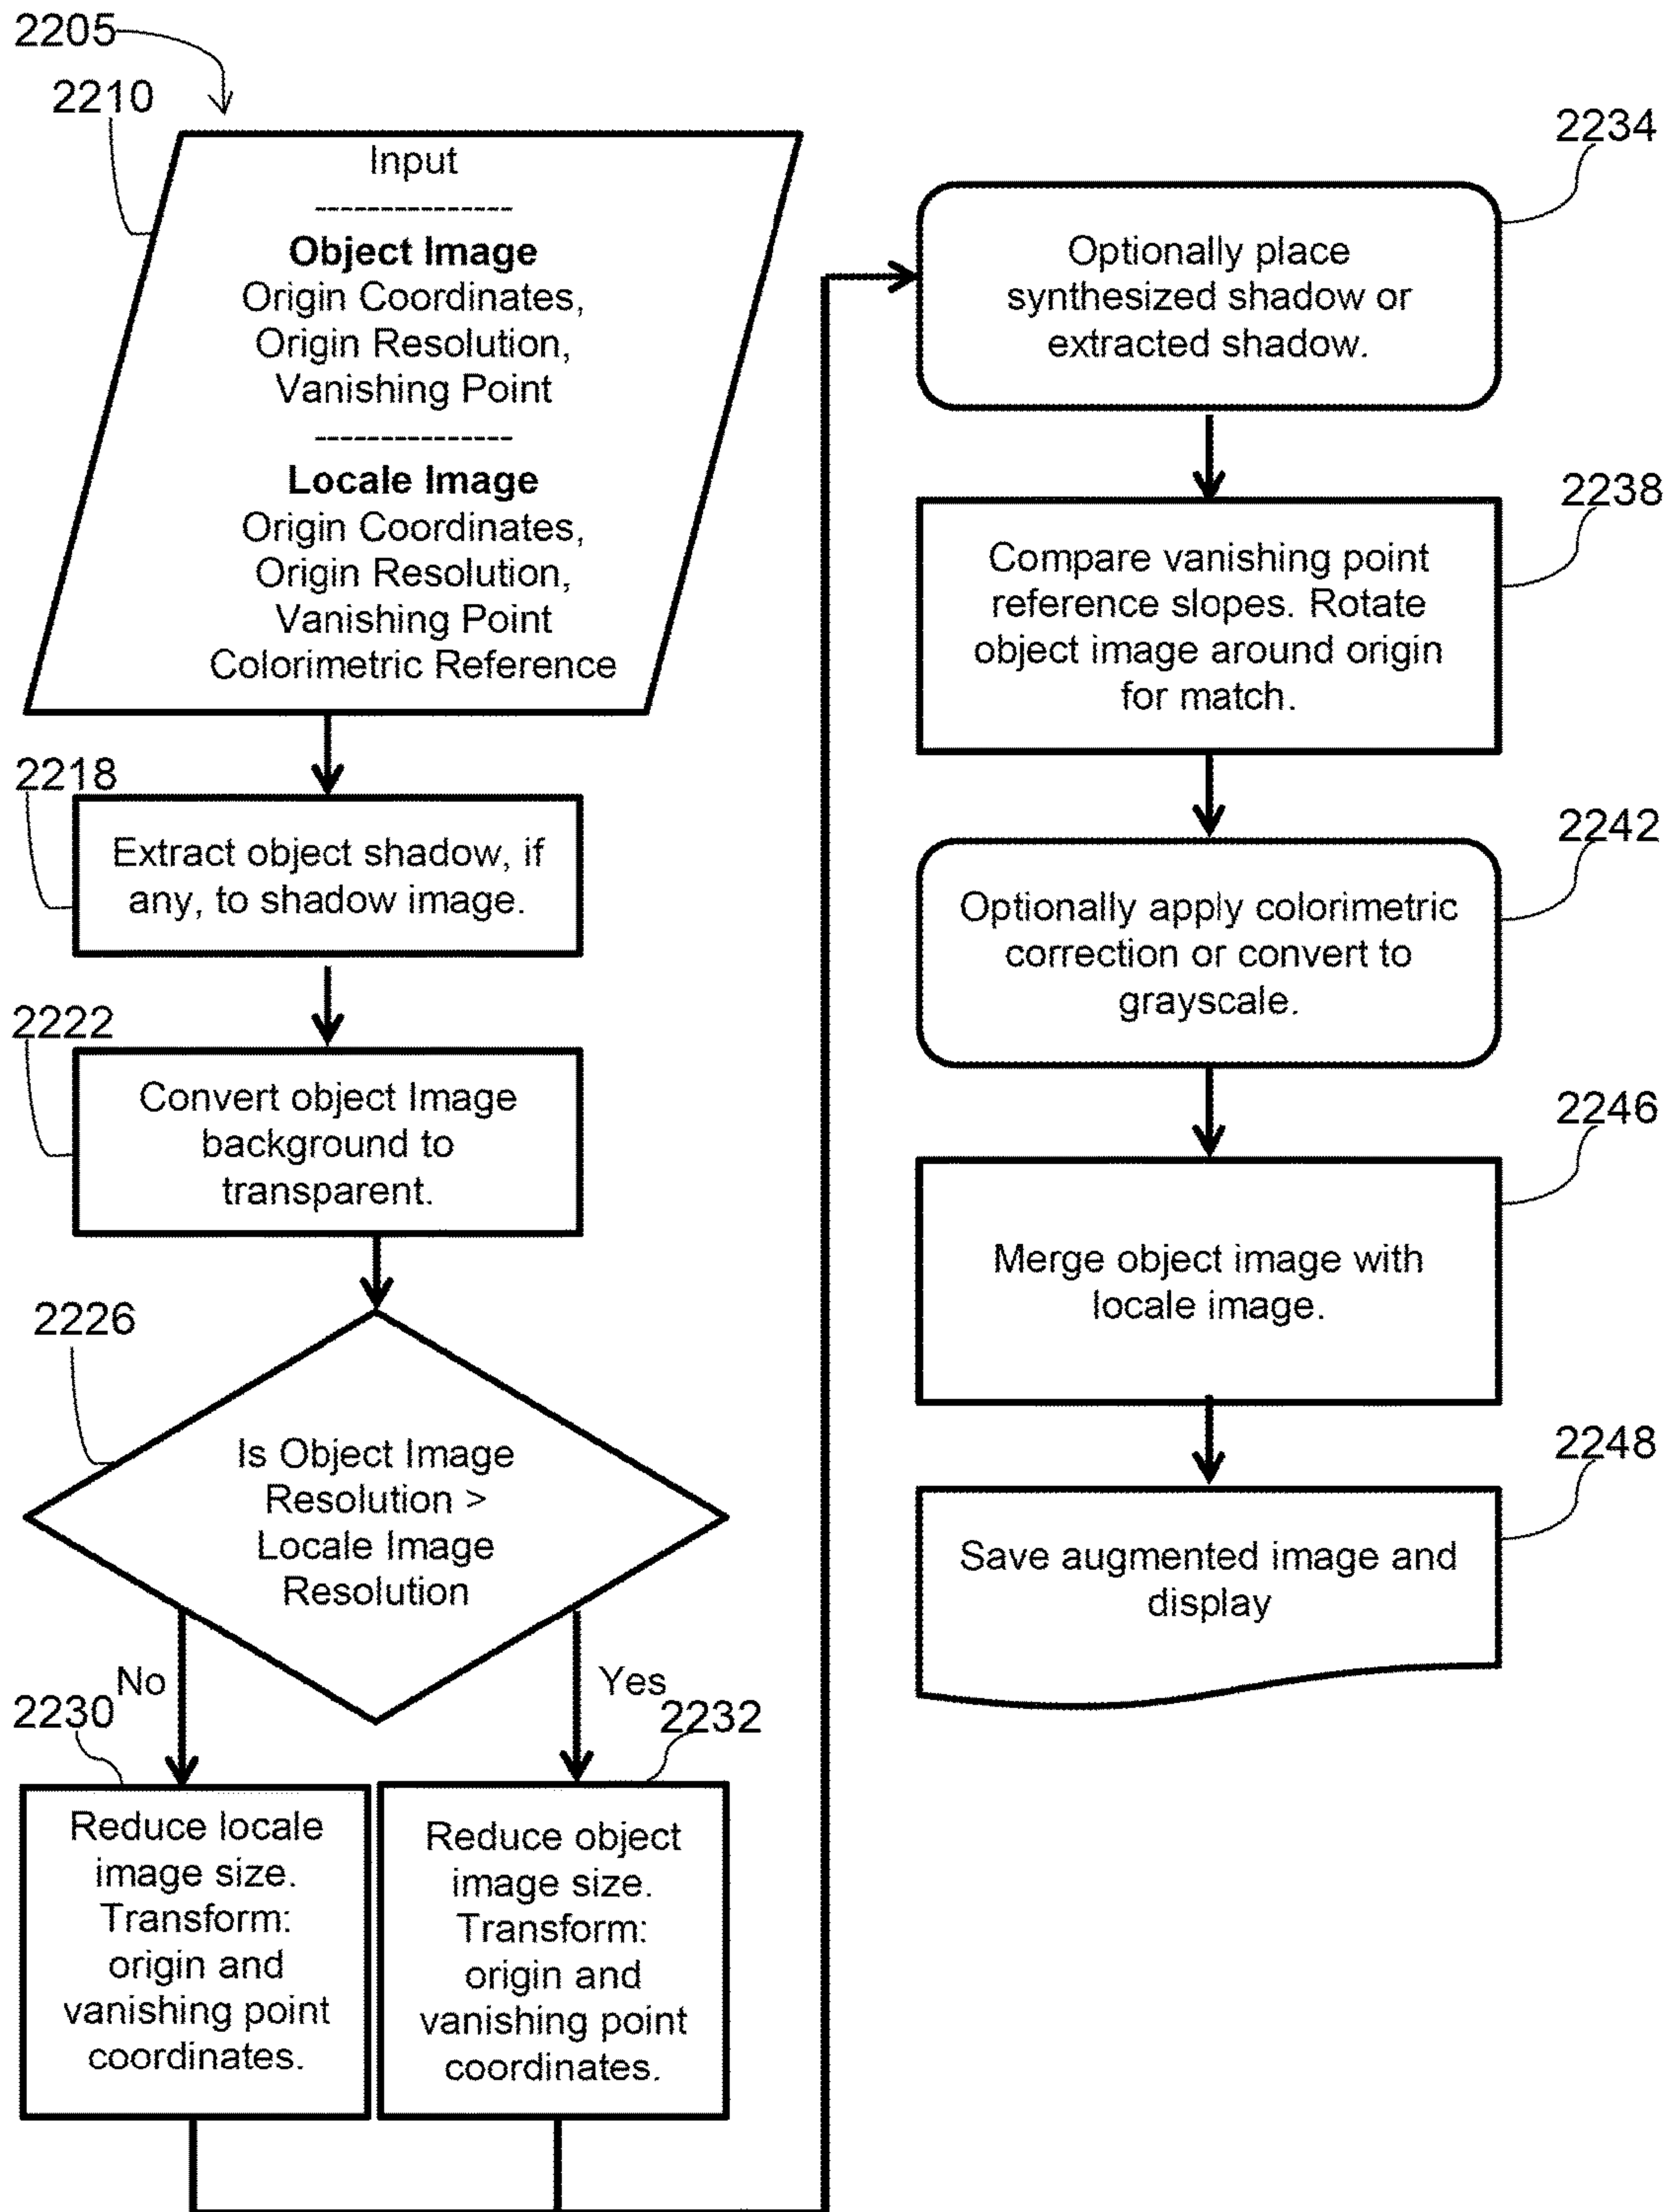 2205
2210
Input
---------------
Object Image
Origin Coordinates,
Origin Resolution,
Vanishing Point
---------------
Locale Image
Origin Coordinates,
Origin Resolution,
Vanishing Point
Colorimetric Reference
2218
Extract object shadow, if
any, to shadow image.
2222
Convert object Image
background to
transparent.
2226
Is Object Image
Resolution >
Locale Image
Resolution
No
Yes
2230
Reduce locale
image size.
Transform:
origin and
vanishing point
coordinates.
2232
Reduce object
image size.
Transform:
origin and
vanishing point
coordinates.
2234
Optionally place
synthesized shadow or
extracted shadow.
2238
Compare vanishing point
reference slopes. Rotate
object image around origin
for match.
2242
Optionally apply colorimetric
correction or convert to
grayscale.
2246
Merge object image with
locale image.
2248
Save augmented image and
display